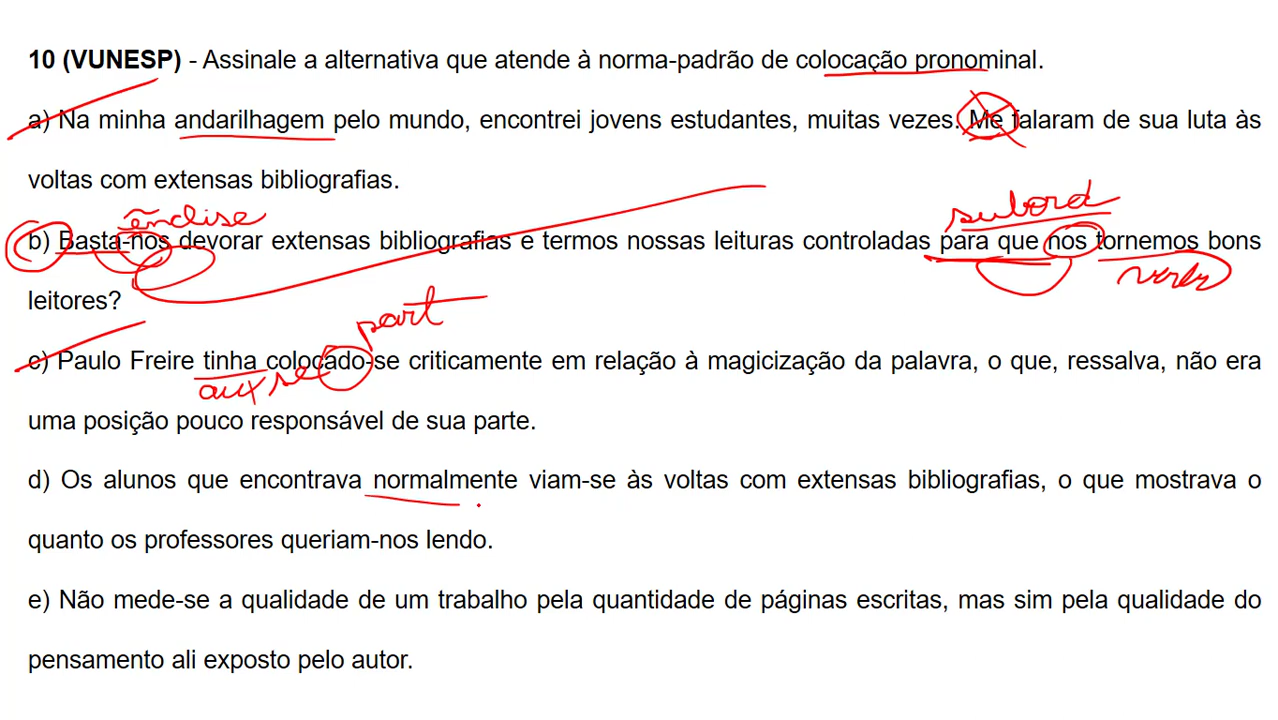 10 (VUNESP) - Assinale a alternativa que atende à norma-padrão de colocação pronominal.
a) Na minha andarilhagem pelo mundo, encontrei jovens estudantes, muitas vezes. Me falaram de sua luta às
voltas com extensas bibliografias.
ênclise
subord
b) Basta-nos devorar extensas bibliografias e termos nossas leituras controladas para que nos tornemos bons
verbo
leitores?
part
c) Paulo Freire tinha colocado-se criticamente em relação à magicização da palavra, o que, ressalva, não era
aux se
uma posição pouco responsável de sua parte.
d) Os alunos que encontrava normalmente viam-se às voltas com extensas bibliografias, o que mostrava o
quanto os professores queriam-nos lendo.
e) Não mede-se a qualidade de um trabalho pela quantidade de páginas escritas, mas sim pela qualidade do
pensamento ali exposto pelo autor.